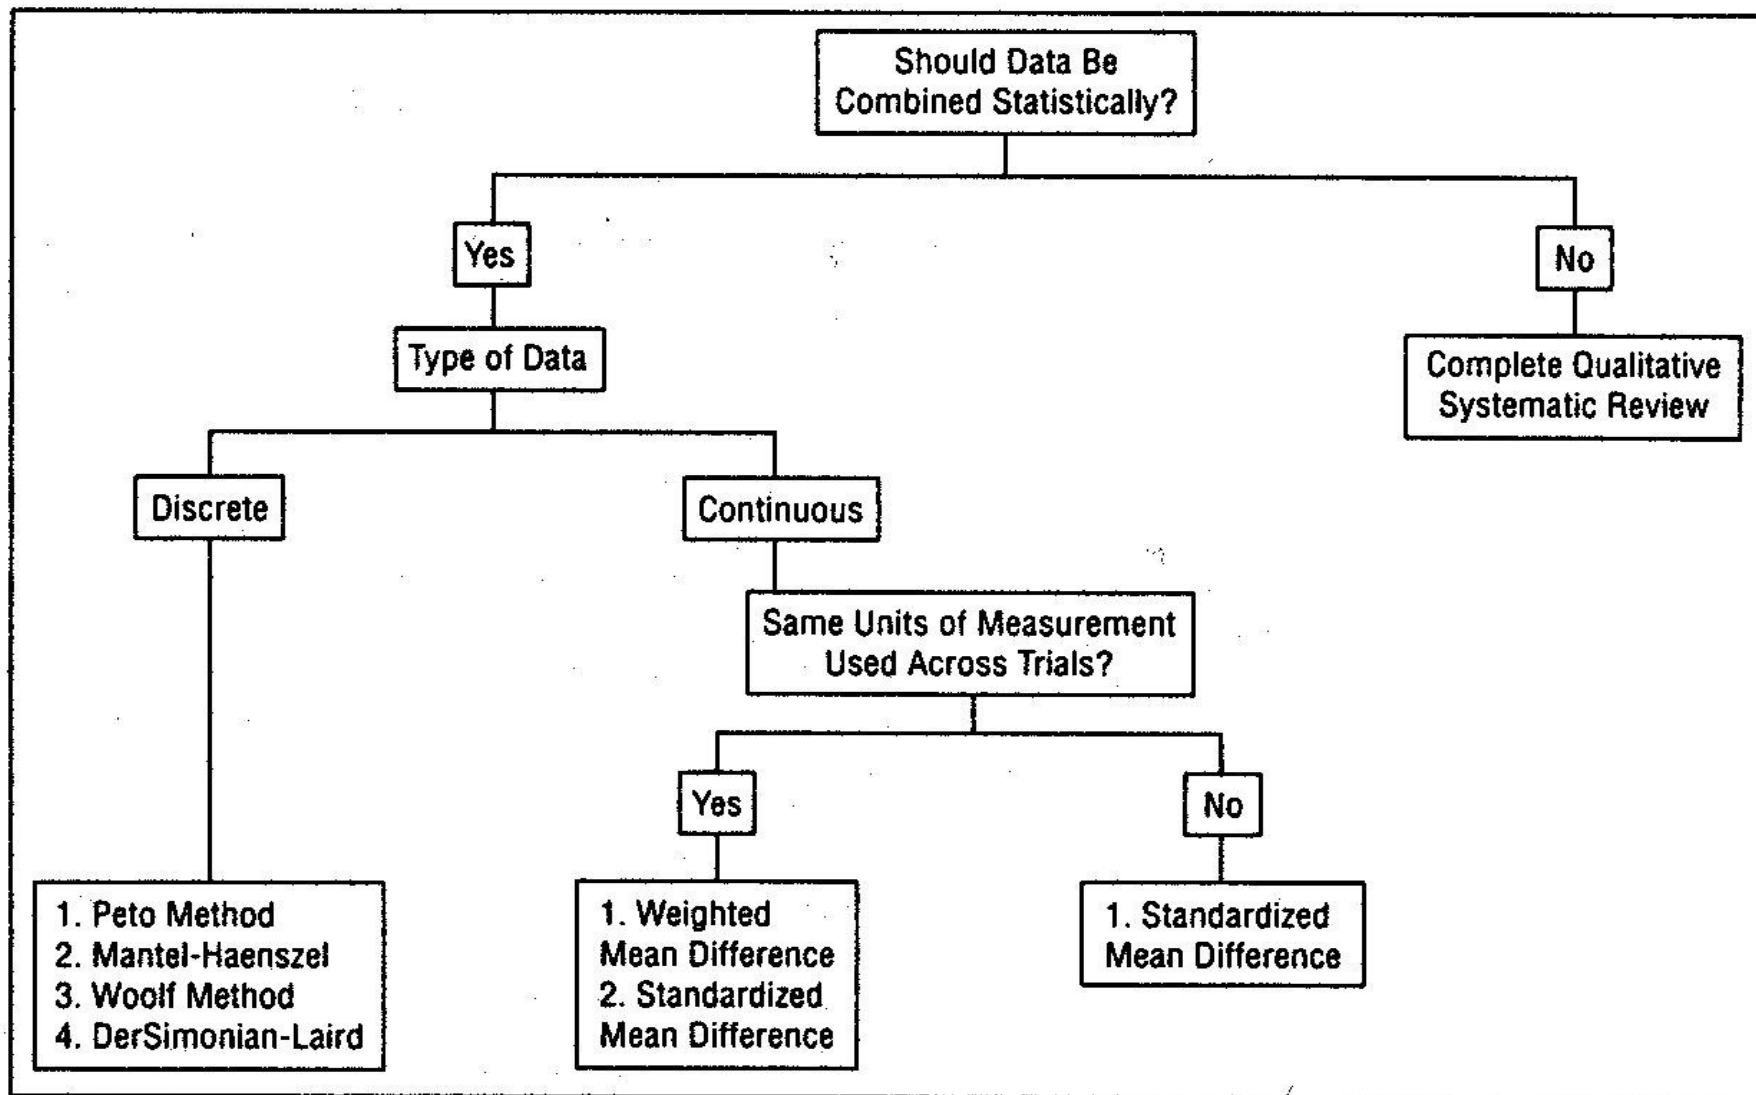 Should Data Be
Combined Statistically?
Yes
No
Type of Data
Complete Qualitative
Systematic Review
Discrete
Continuous
Same Units of Measurement
Used Across Trials?
Yes
No
1. Peto Method
2. Mantel-Haenszel
3. Woolf Method
4. DerSimonian-Laird
1. Weighted
Mean Difference
2. Standardized
Mean Difference
1. Standardized
Mean Difference